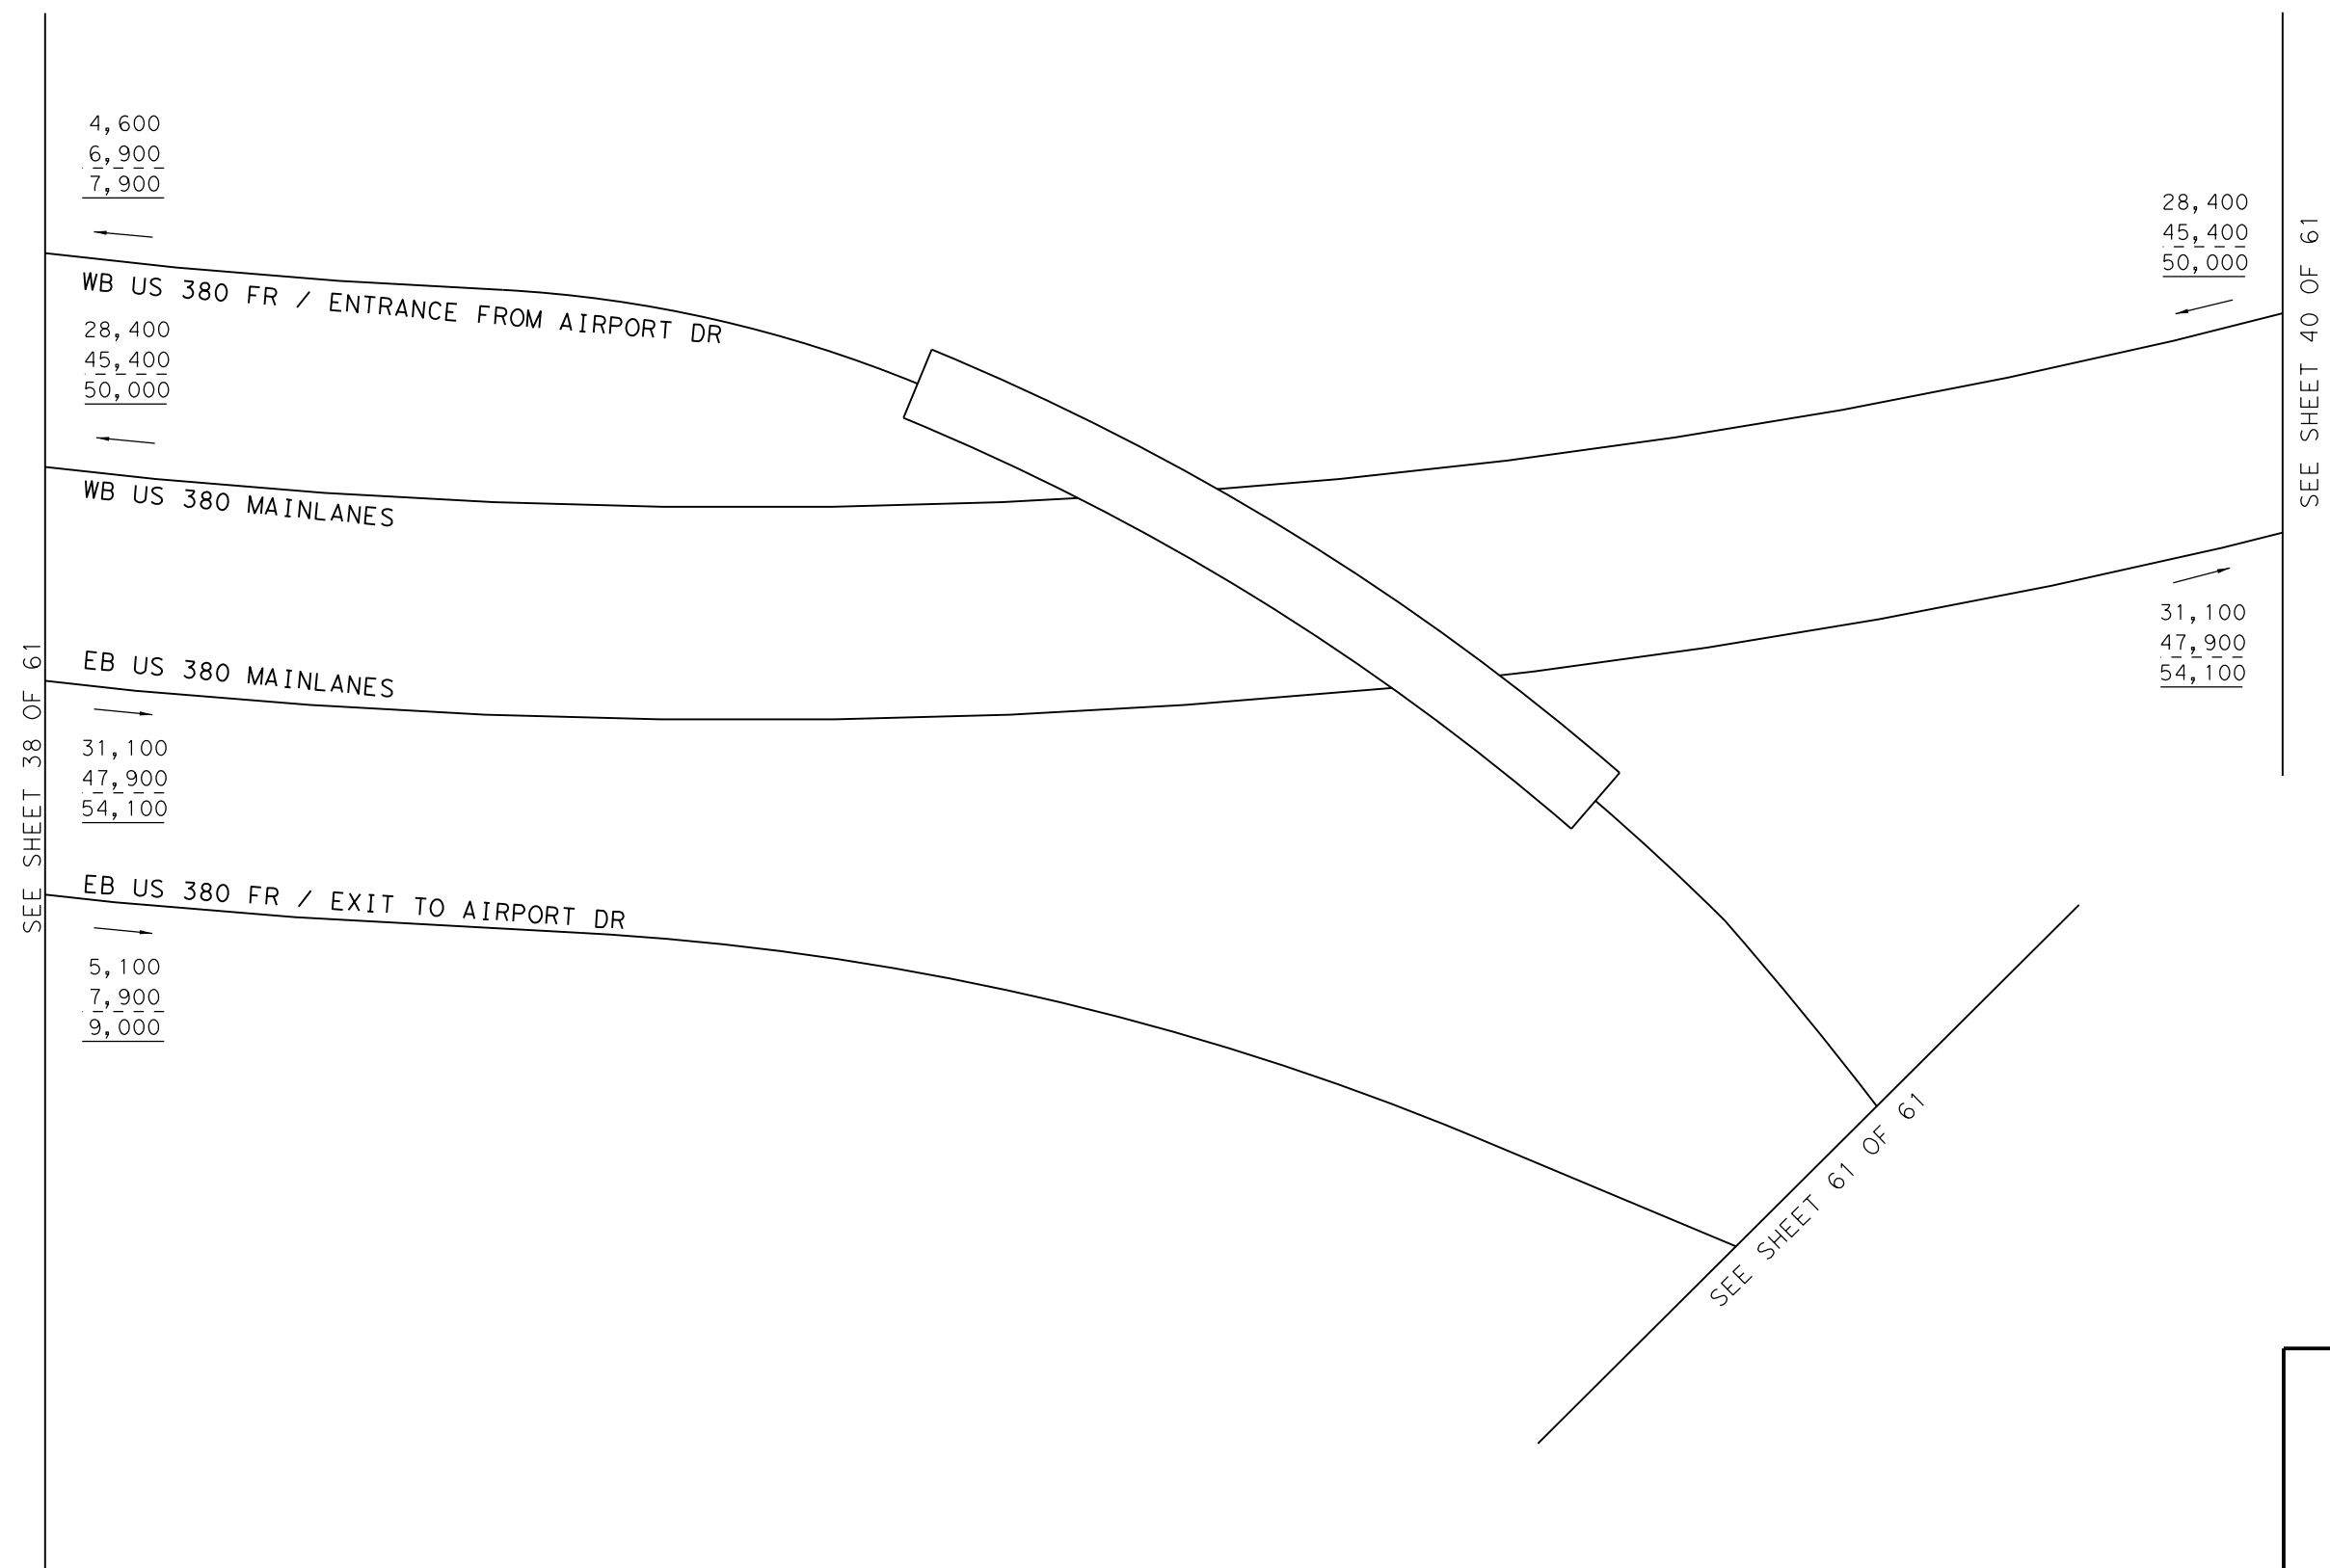 4,600
6,900
7,900
WB US 380 FR / ENTRANCE FROM AIRPORT DR
28,400
45,400
50,000
WB US 380 MAINLANES
28,400
45,400
50,000
SEE SHEET 40 OF 61
SEE SHEET 38 OF 61
EB US 380 MAINLANES
31,100
47,900
54,100
31,100
47,900
54,100
EB US 380 FR / EXIT TO AIRPORT DR
5,100
7,900
9,000
SEE SHEET 61 OF 61